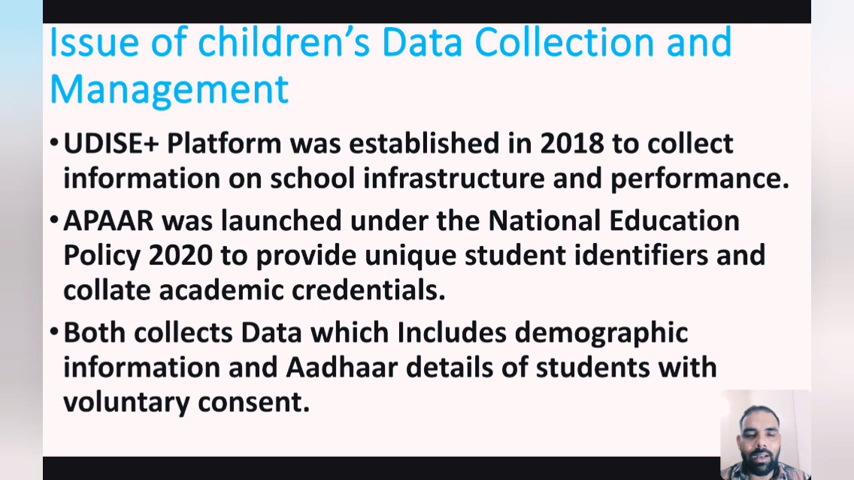 Issue of children's Data Collection and
Management
•UDISE+ Platform was established in 2018 to collect
information on school infrastructure and performance.
•APAAR was launched under the National Education
Policy 2020 to provide unique student identifiers and
collate academic credentials.
•Both collects Data which Includes demographic
information and Aadhaar details of students with
voluntary consent.